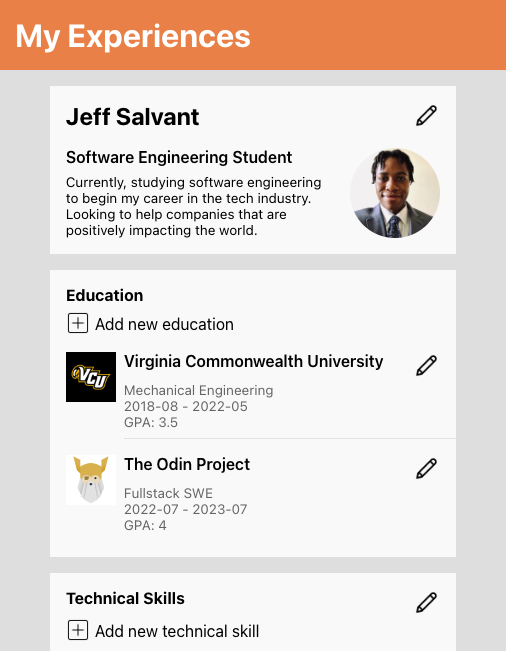 My Experiences
Jeff Salvant
Software Engineering Student
Currently, studying software engineering
to begin my career in the tech industry.
Looking to help companies that are
positively impacting the world.
Education
Add new education
VCU
Virginia Commonwealth University
Mechanical Engineering
2018-08 - 2022-05
GPA: 3.5
The Odin Project
Fullstack SWE
2022-07 - 2023-07
GPA: 4
Technical Skills
Add new technical skill